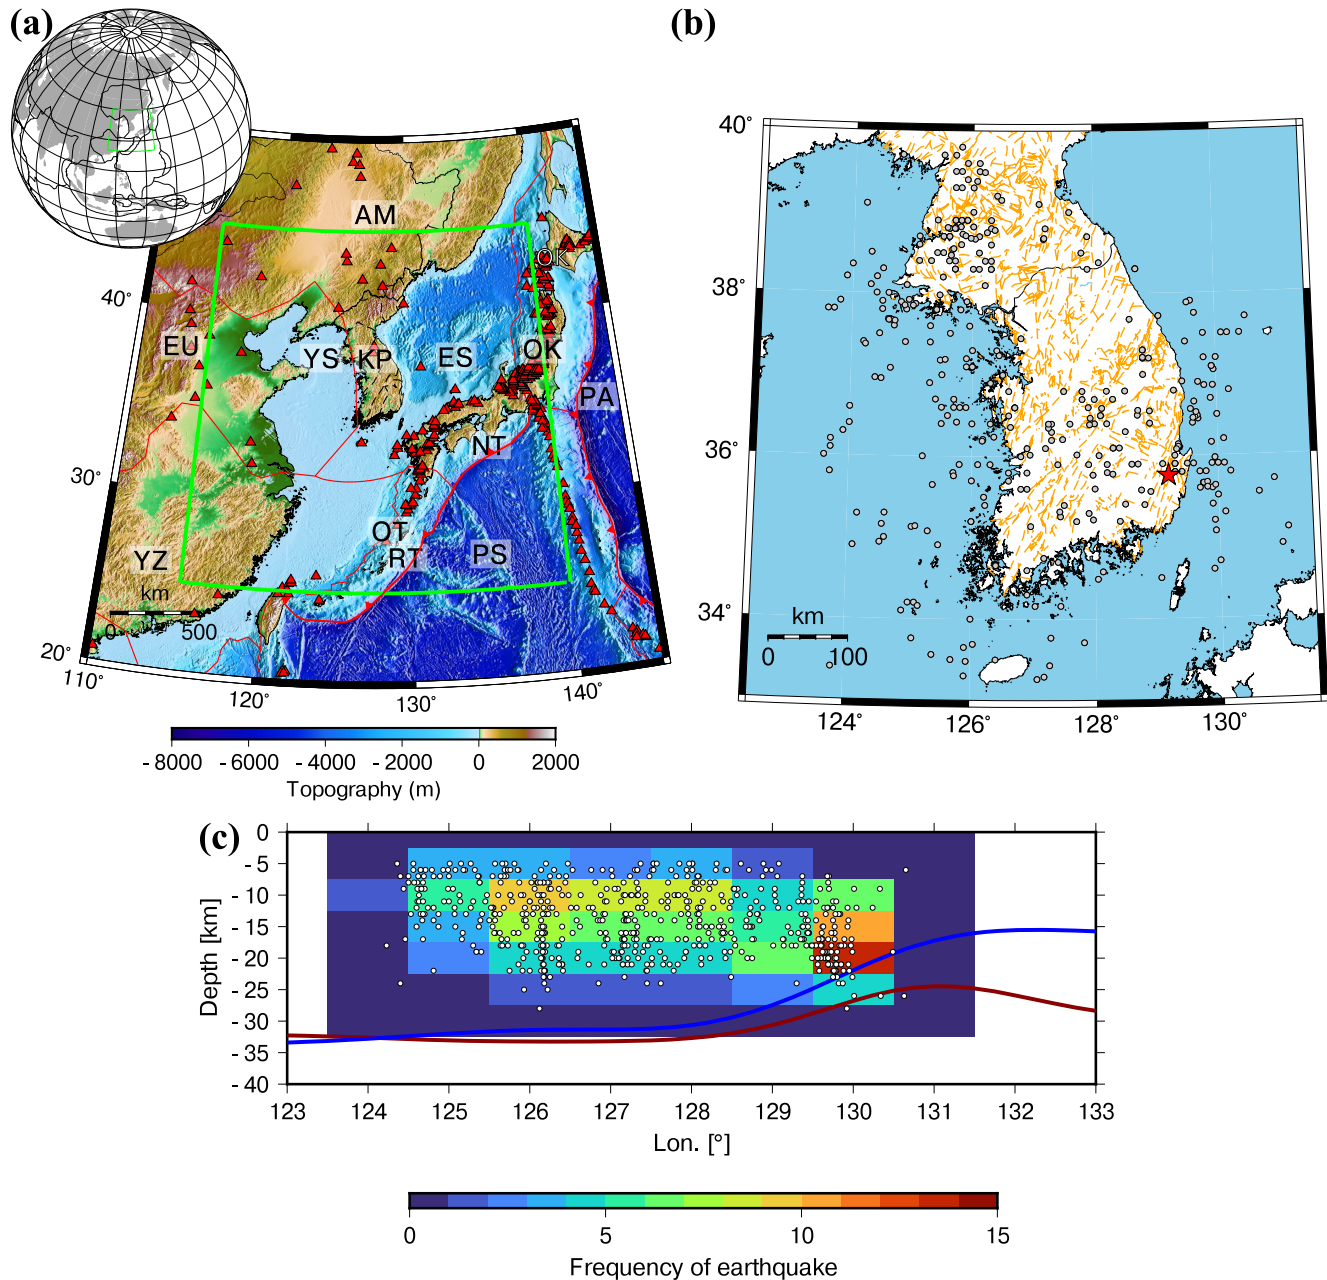 (a)
AM
OK
40°
EU
YS
KP
ES
OK
PA
NT
30°
OT
RT
PS
YZ
km
0 500
20°
110°
120°
130°
140°
- 8000 - 6000 - 4000 - 2000 0 2000
Topography (m)
(b)
40°
38°
36°
34°
km
0 100
124° 126° 128° 130°
(c)
0
- 5
- 10
- 15
- 20
- 25
- 30
- 35
- 40
Depth [km]
123 124 125 126 127 128 129 130 131 132 133
Lon. [°]
0 5 10 15
Frequency of earthquake